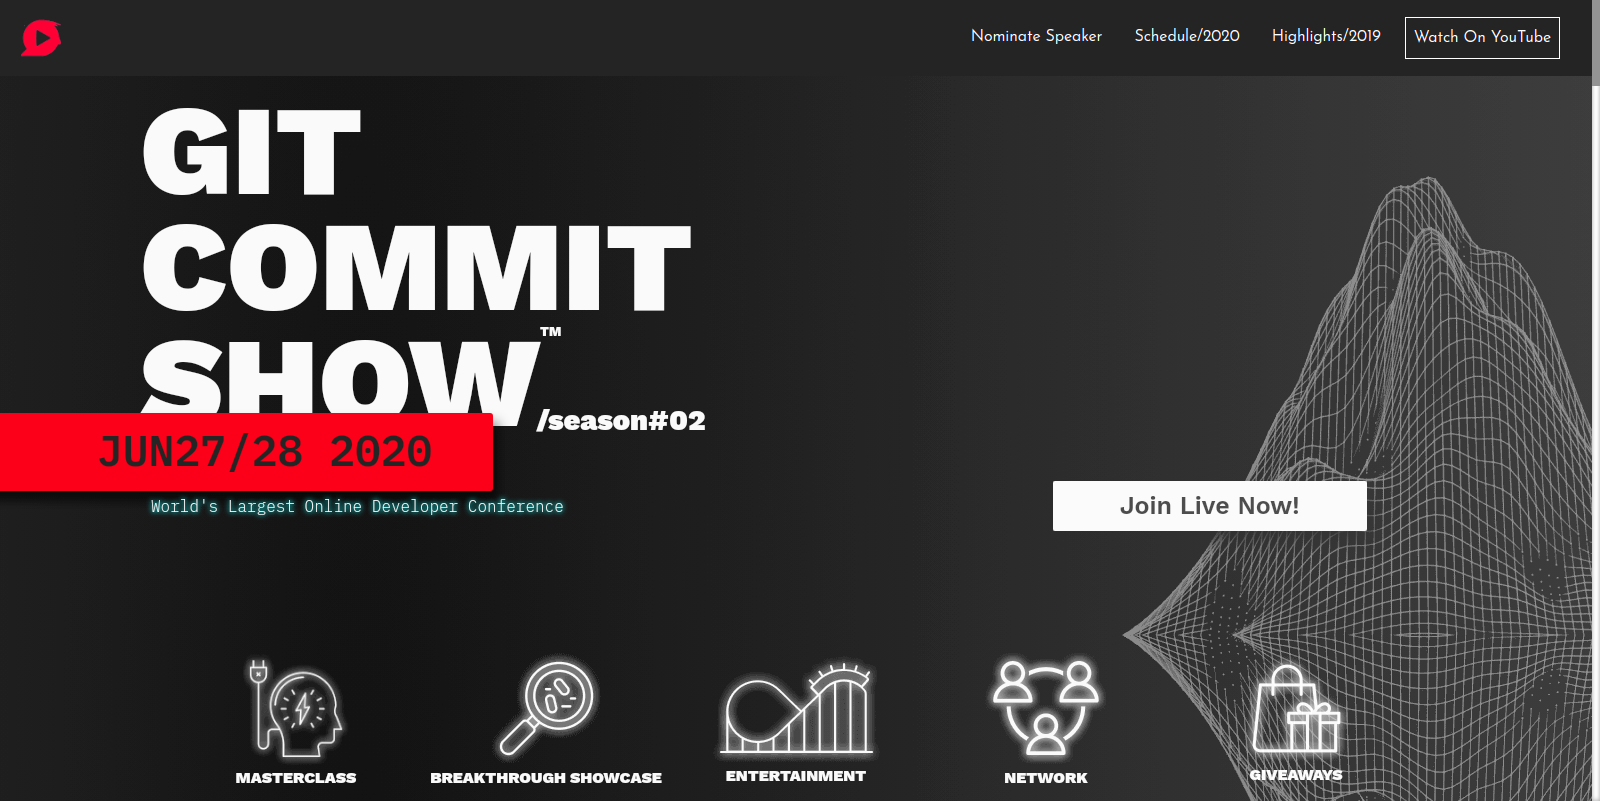 Nominate Speaker
Schedule/2020
Highlights/2019
Watch On YouTube
GIT
COMMIT
SHOW™
/season#02
JUN27/28 2020
World's Largest Online Developer Conference
Join Live Now!
MASTERCLASS
BREAKTHROUGH SHOWCASE
ENTERTAINMENT
NETWORK
GIVEAWAYS